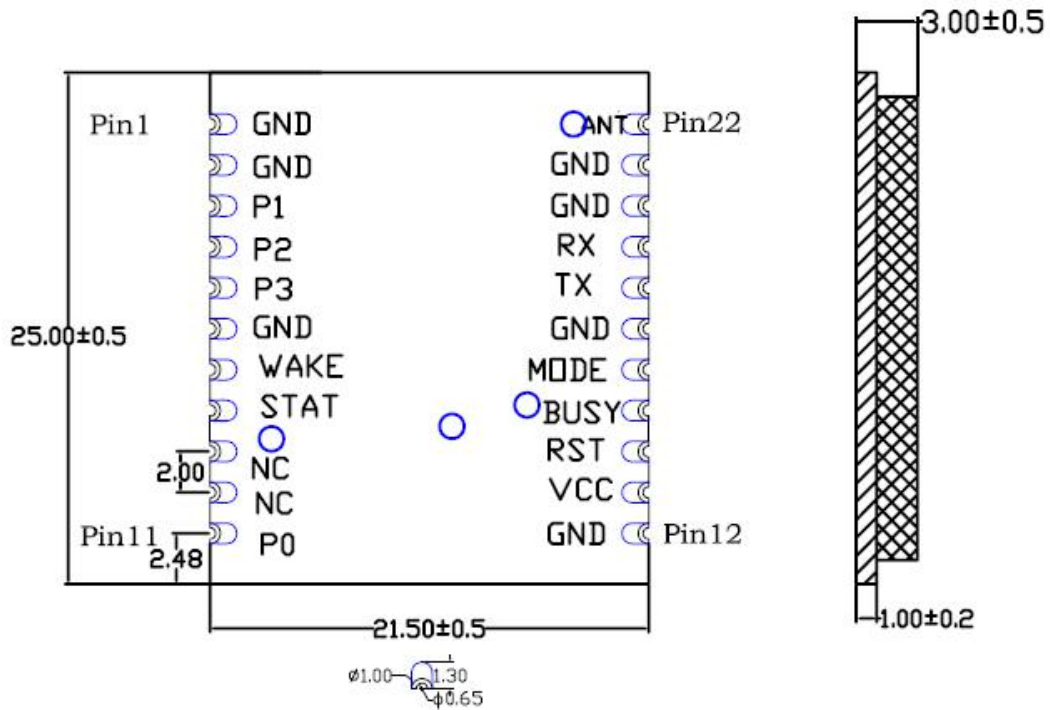 3.00±0.5
Pin1 GND ANT Pin22
GND GND
P1 GND
P2 RX
P3 TX
25.00±0.5 GND GND
WAKE MODE
STAT BUSY
2.00 NC RST
NC VCC
Pin11 P0 GND Pin12
2.48
21.50±0.5
1.00±0.2
ø1.00 1.30
ϕ0.65